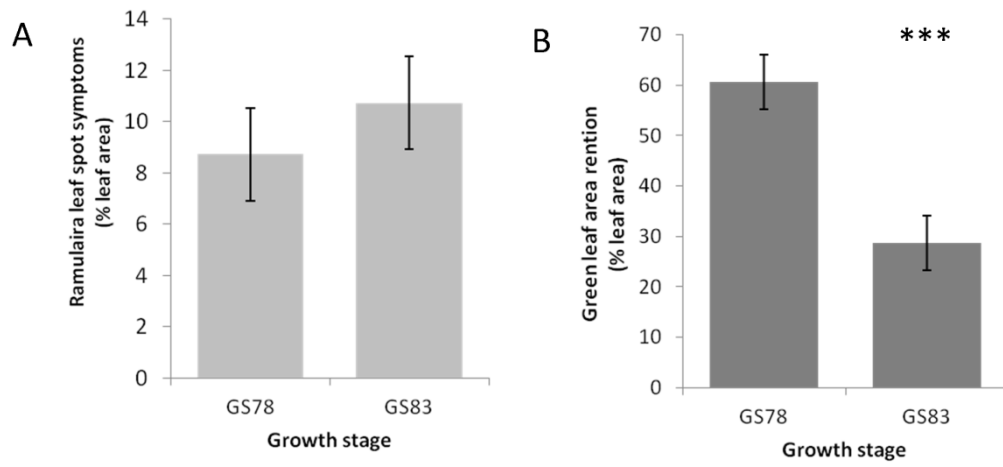 A
Ramulaira leaf spot symptoms
(% leaf area)
14
12
10
8
6
4
2
0
GS78 GS83
Growth stage
B
***
Green leaf area rention
(% leaf area)
70
60
50
40
30
20
10
0
GS78 GS83
Growth stage